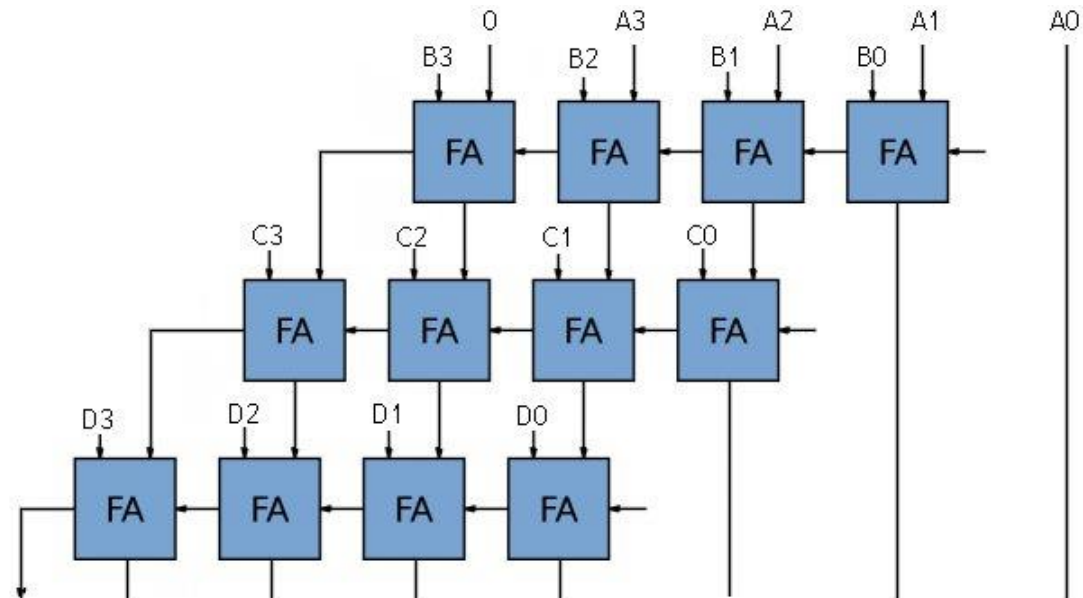 0 A3 A2 A1 A0
B3 B2 B1 B0
FA FA FA FA
C3 C2 C1 C0
FA FA FA FA
D3 D2 D1 D0
FA FA FA FA